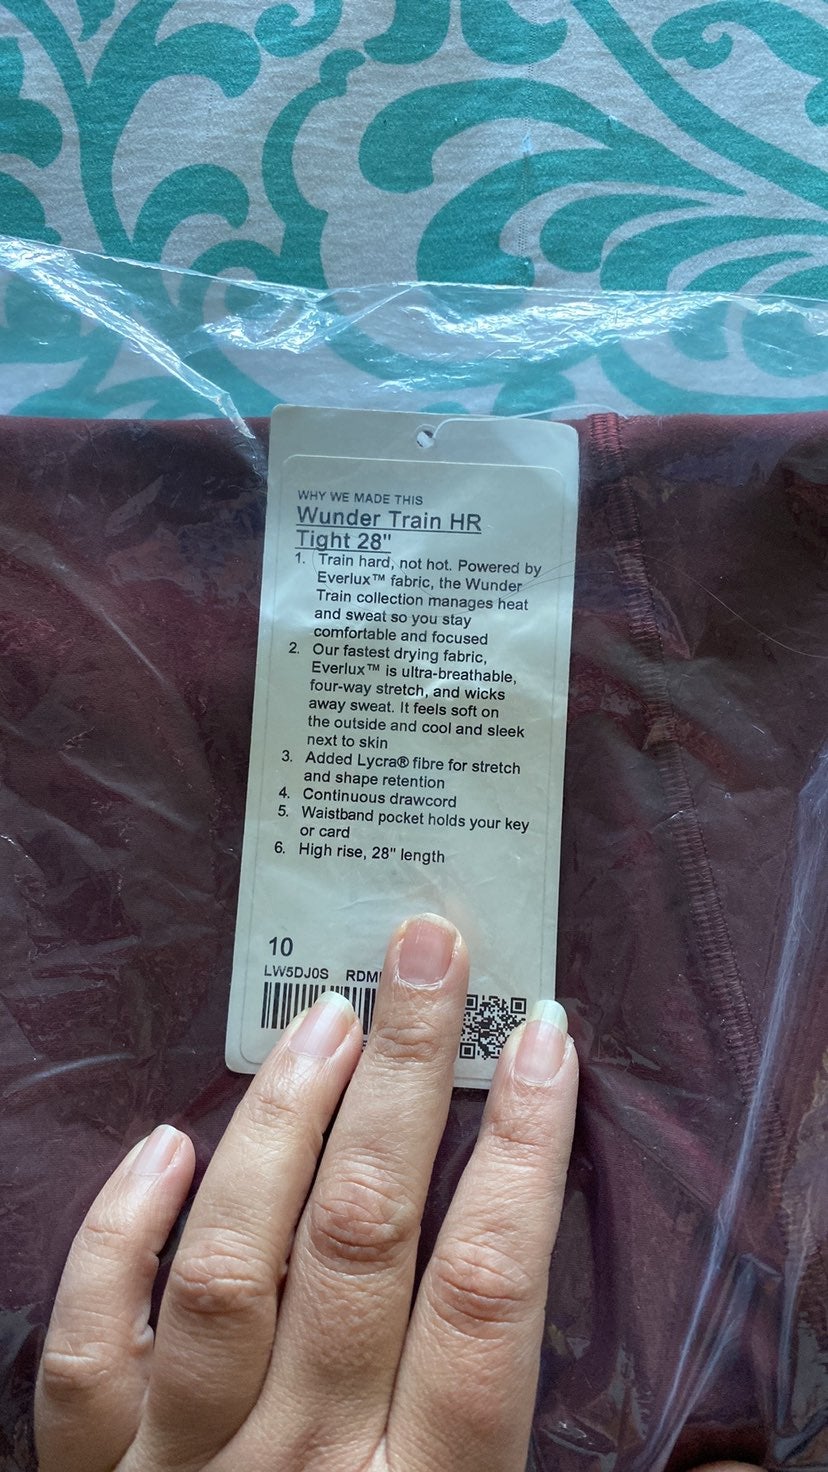 WHY WE MADE THIS
Wunder Train HR
Tight 28"
1. Train hard, not hot. Powered by
Everlux™ fabric, the Wunder
Train collection manages heat
and sweat so you stay
comfortable and focused
2. Our fastest drying fabric,
Everlux™ is ultra-breathable,
four-way stretch, and wicks
away sweat. It feels soft on
the outside and cool and sleek
next to skin
3. Added Lycra® fibre for stretch
and shape retention
4. Continuous drawcord
5. Waistband pocket holds your key
or card
6. High rise, 28" length
10
LW5DJ0S